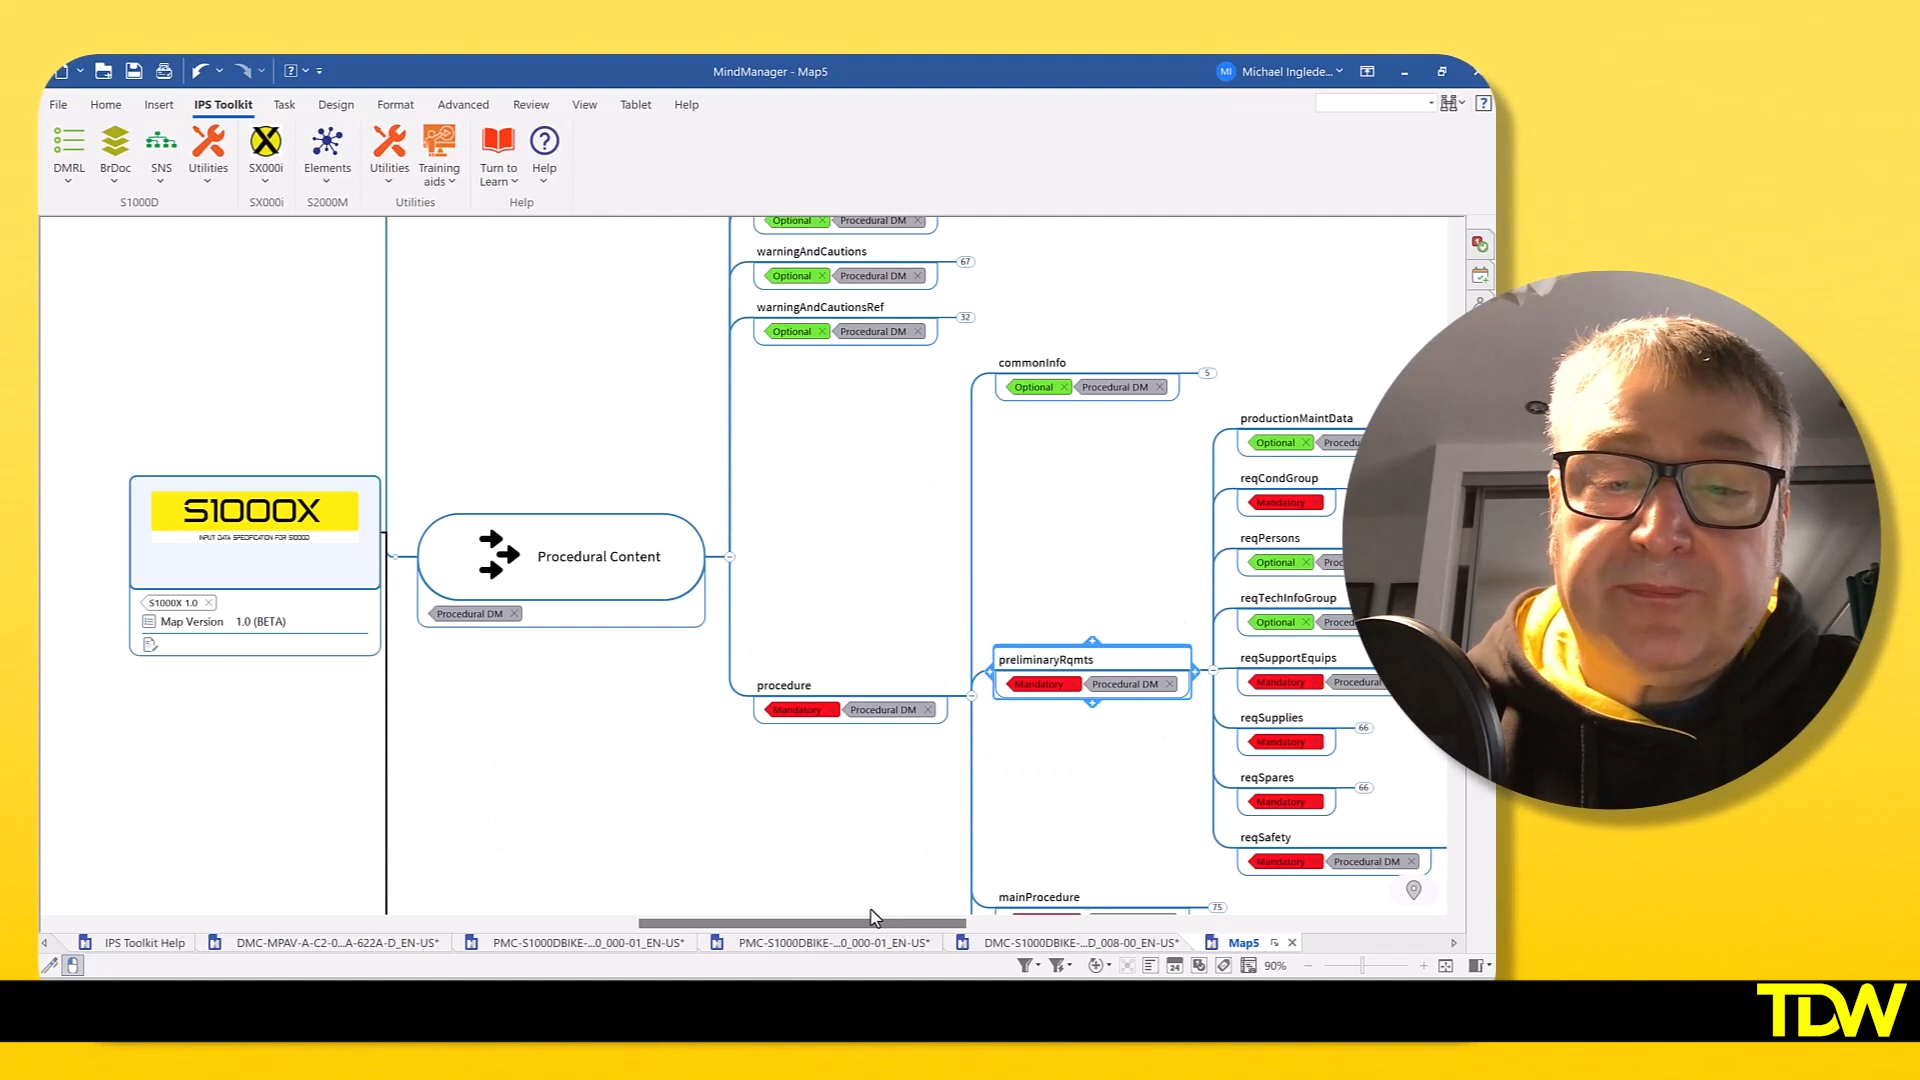 MindManager - Map5
MI Michael Inglede...
File Home Insert IPS Toolkit Task Design Format Advanced Review View Tablet Help
DMRL BrDoc SNS Utilities SX000i Elements Utilities Training aids Turn to Learn Help
S1000D SX000i S2000M Utilities Help
Optional Procedural DM
warningAndCautions
67
Optional Procedural DM
warningAndCautionsRef
32
Optional Procedural DM
commonInfo
5
Optional Procedural DM
productionMaintData
Optional Procedu
reqCondGroup
Mandatory
reqPersons
Optional Proc
reqTechInfoGroup
Optional Proced
reqSupportEquips
Mandatory Procedural
reqSupplies
66
Mandatory
reqSpares
66
Mandatory
reqSafety
Mandatory Procedural DM
S1000X
INPUT DATA SPECIFICATION FOR S1000D
S1000X 1.0
Map Version 1.0 (BETA)
Procedural Content
Procedural DM
preliminaryRqmts
Mandatory Procedural DM
procedure
Mandatory Procedural DM
mainProcedure
75
IPS Toolkit Help DMC-MPAV-A-C2-0...A-622A-D_EN-US* PMC-S1000DBIKE-...0_000-01_EN-US* PMC-S1000DBIKE-...0_000-01_EN-US* DMC-S1000DBIKE-...D_008-00_EN-US* Map5
24 90%
TDW